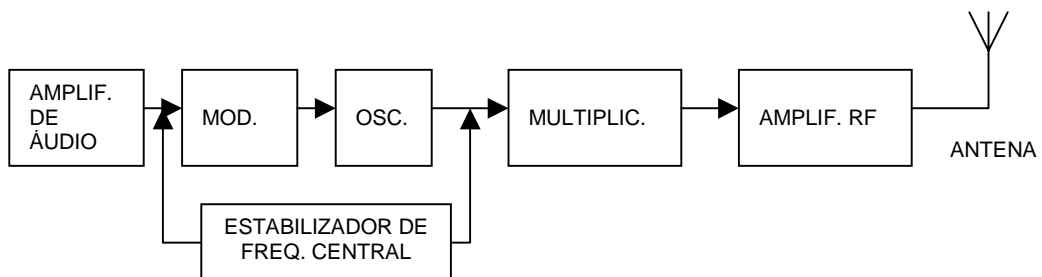 AMPLIF.
DE
ÁUDIO
MOD.
OSC.
MULTIPLIC.
AMPLIF. RF
ANTENA
ESTABILIZADOR DE
FREQ. CENTRAL